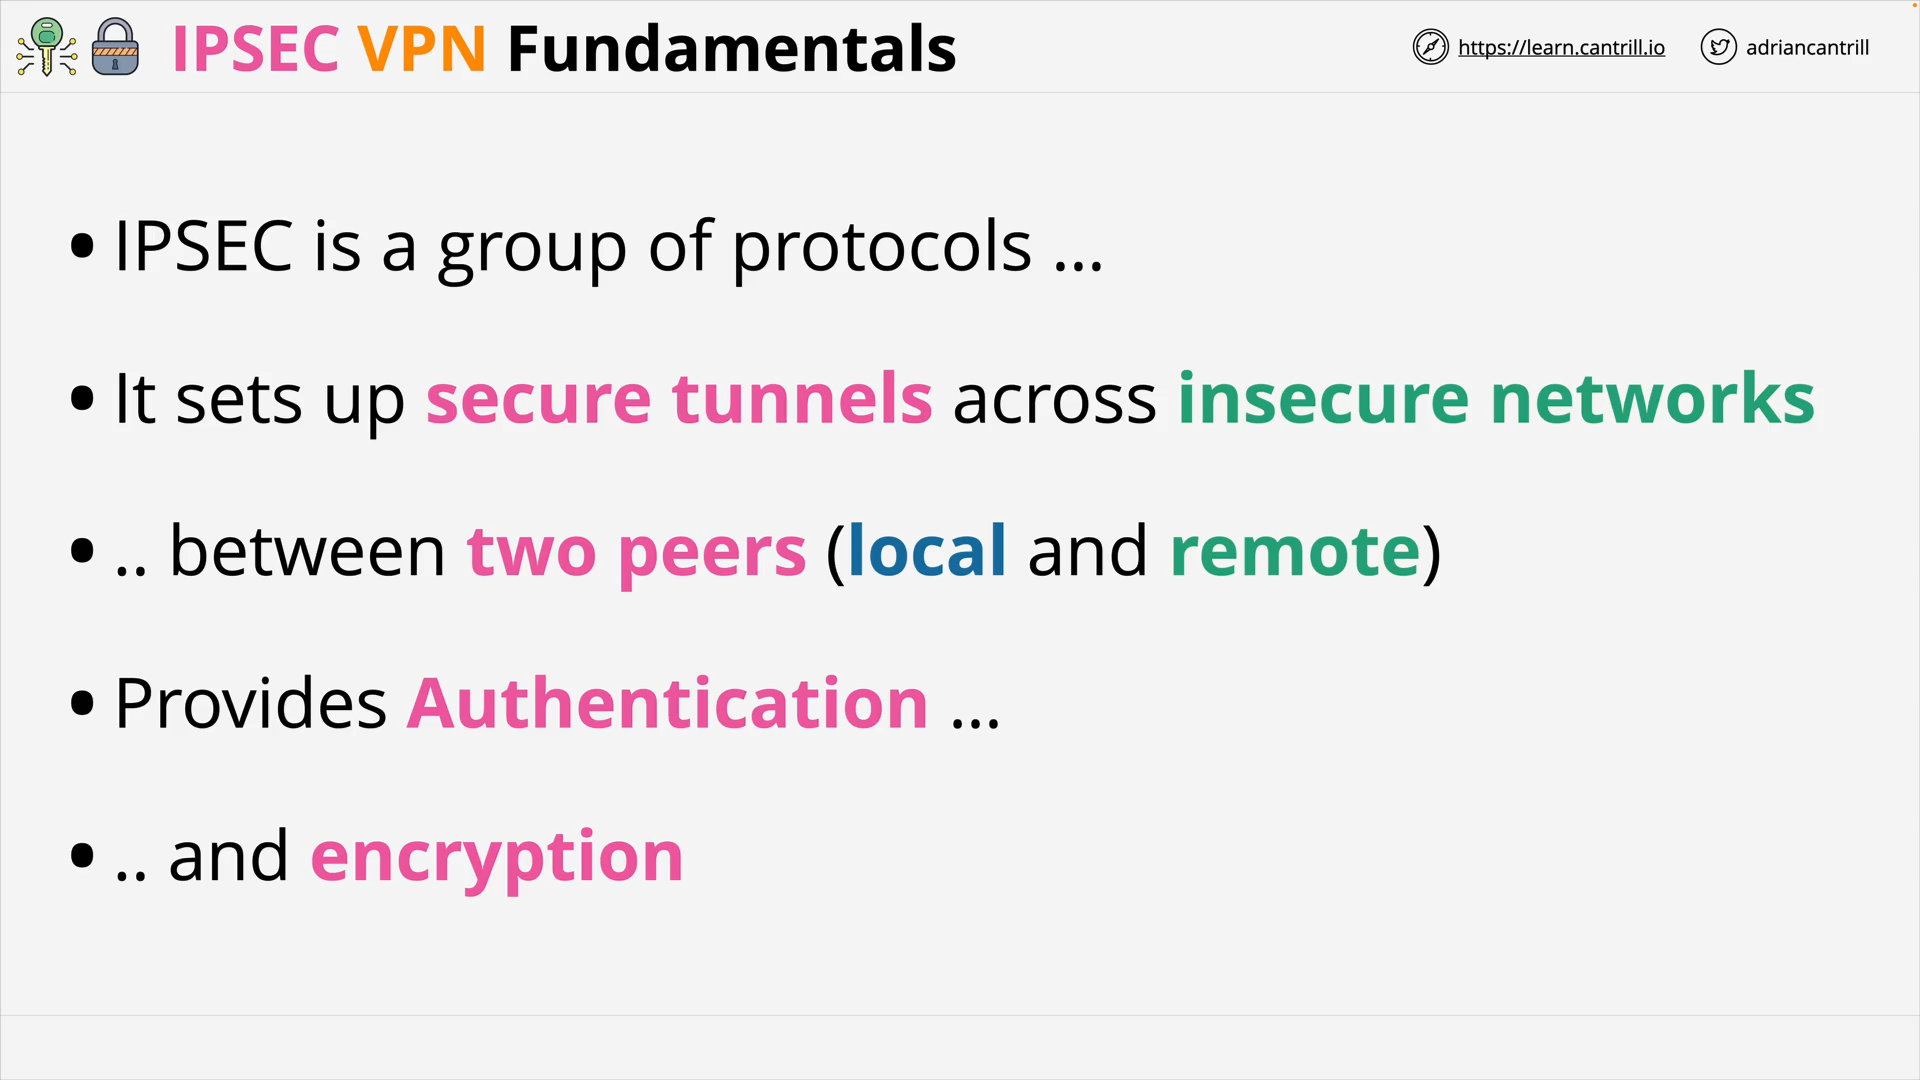 IPSEC VPN Fundamentals
https://learn.cantrill.io
adriancantrill
• IPSEC is a group of protocols ...
• It sets up secure tunnels across insecure networks
• .. between two peers (local and remote)
• Provides Authentication ...
• .. and encryption